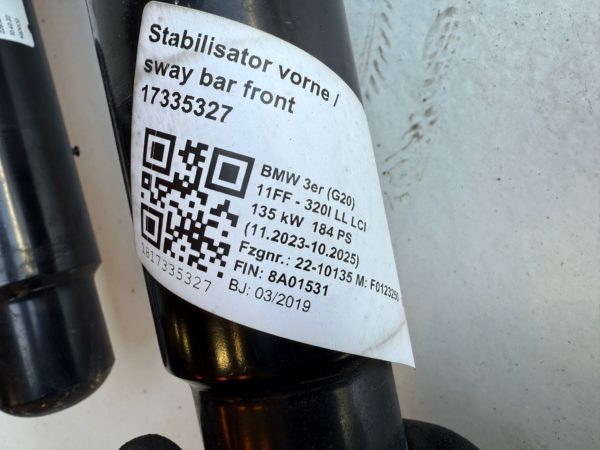 Stabilisator vorne /
sway bar front
17335327
BMW 3er (G20)
11FF - 320I LL LCI
135 kW 184 PS
(11.2023-10.2025)
Fzgnr.: 22-10135 M: F0123250
FIN: 8A01531
BJ: 03/2019
1817335327